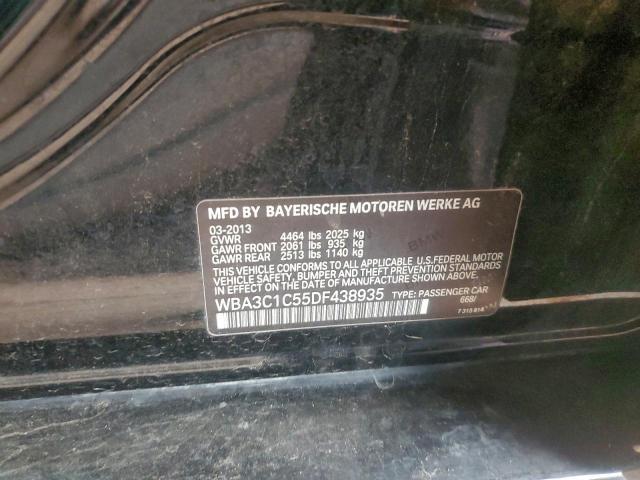 MFD BY BAYERISCHE MOTOREN WERKE AG
03-2013
GVWR 4464 lbs 2025 kg
GAWR FRONT 2061 lbs 935 kg
GAWR REAR 2513 lbs 1140 kg
THIS VEHICLE CONFORMS TO ALL APPLICABLE U.S.FEDERAL MOTOR
VEHICLE SAFETY, BUMPER, AND THEFT PREVENTION STANDARDS IN
EFFECT ON THE DATE OF MANUFACTURE SHOWN ABOVE.
WBA3C1C55DF438935 TYPE: PASSENGER CAR
668/